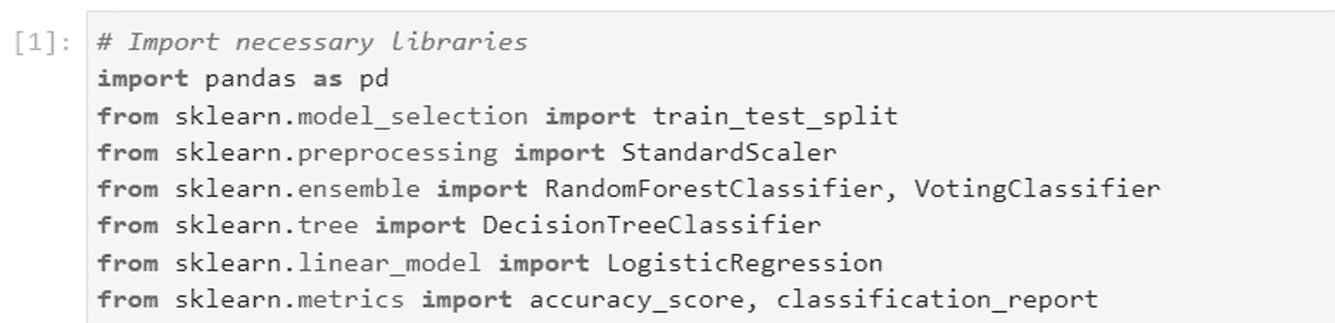 [1]: # Import necessary libraries
import pandas as pd
from sklearn.model_selection import train_test_split
from sklearn.preprocessing import StandardScaler
from sklearn.ensemble import RandomForestClassifier, VotingClassifier
from sklearn.tree import DecisionTreeClassifier
from sklearn.linear_model import LogisticRegression
from sklearn.metrics import accuracy_score, classification_report